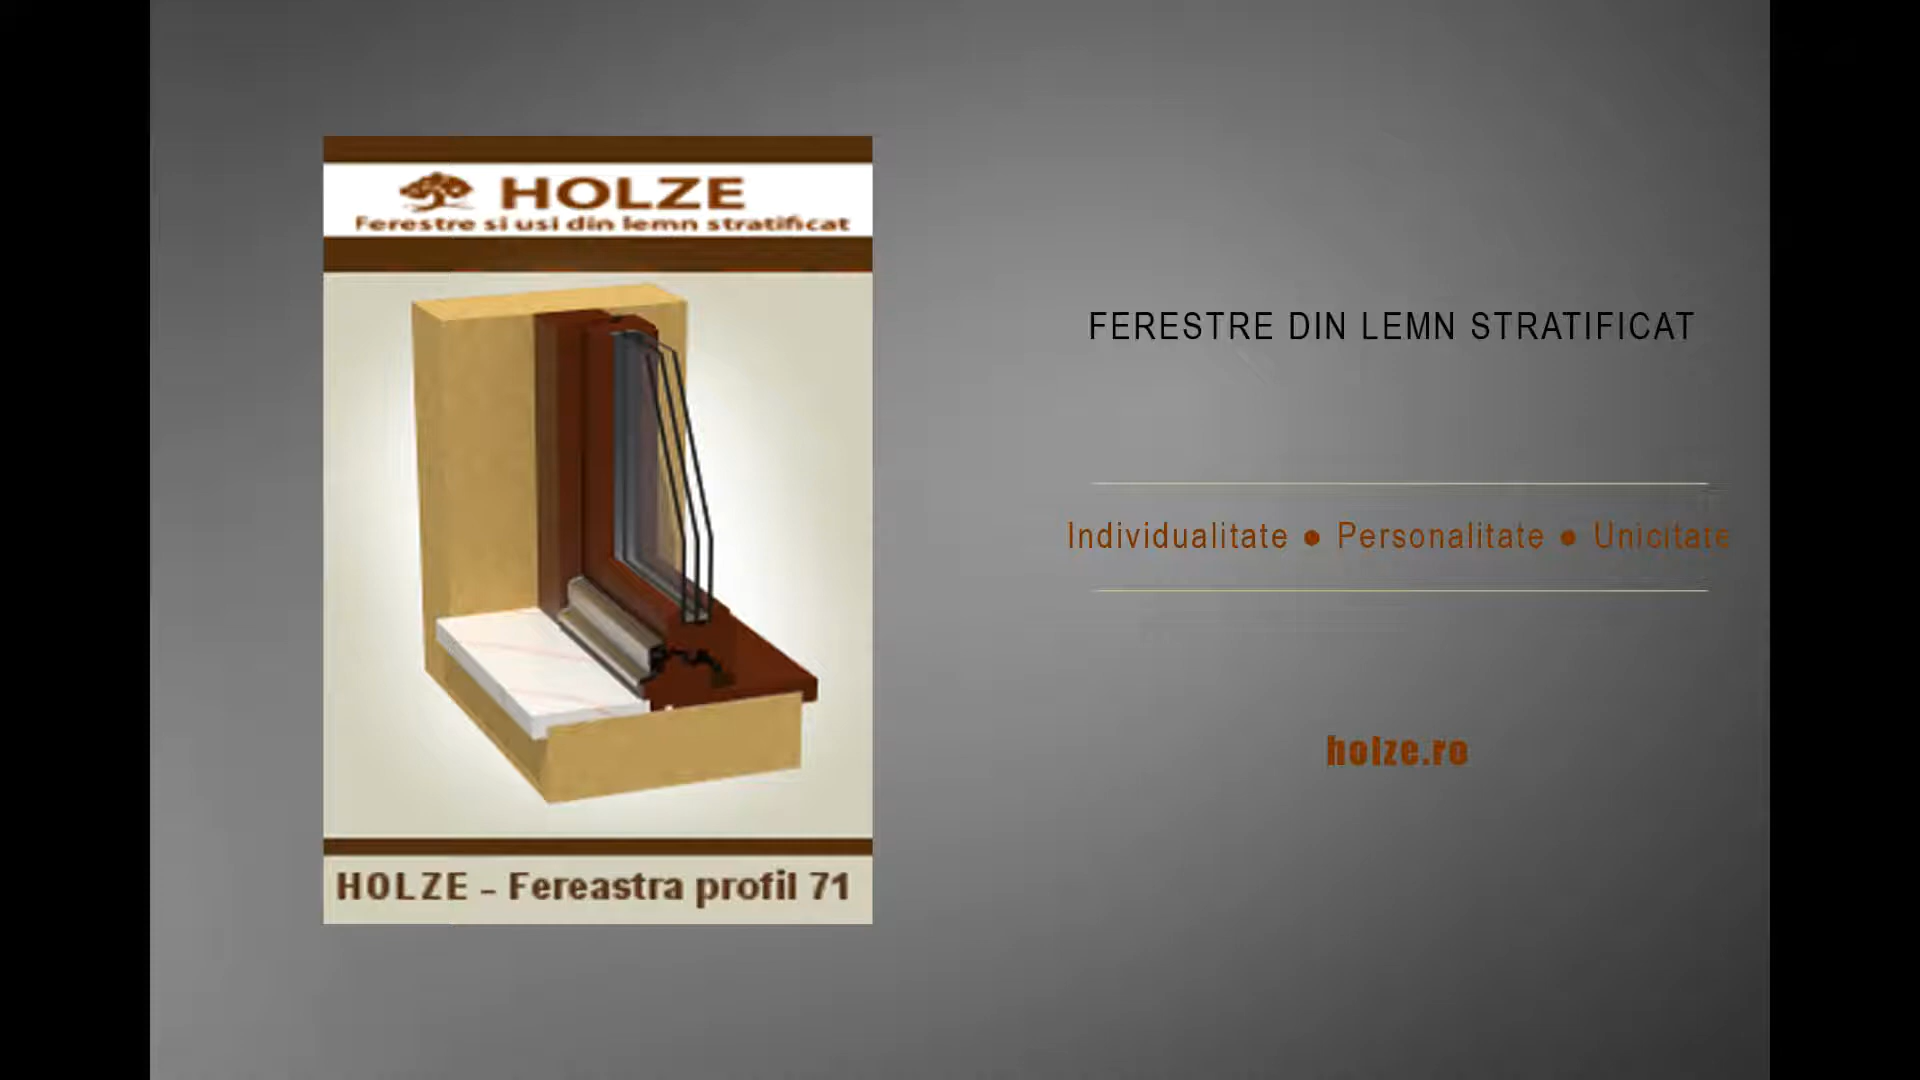 HOLZE
Ferestre si usi din lemn stratificat
HOLZE - Fereastra profil 71
FERESTRE DIN LEMN STRATIFICAT
Individualitate ● Personalitate ● Unicitate
holze.ro